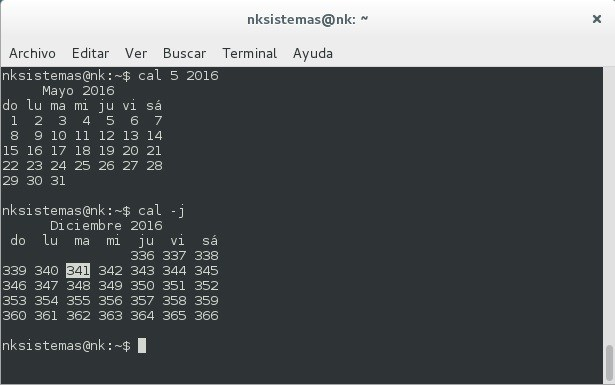 nksistemas@nk: ~
Archivo Editar Ver Buscar Terminal Ayuda
nksistemas@nk:~$ cal 5 2016
Mayo 2016
do lu ma mi ju vi sá
1 2 3 4 5 6 7
8 9 10 11 12 13 14
15 16 17 18 19 20 21
22 23 24 25 26 27 28
29 30 31
nksistemas@nk:~$ cal -j
Diciembre 2016
do lu ma mi ju vi sá
336 337 338
339 340 341 342 343 344 345
346 347 348 349 350 351 352
353 354 355 356 357 358 359
360 361 362 363 364 365 366
nksistemas@nk:~$